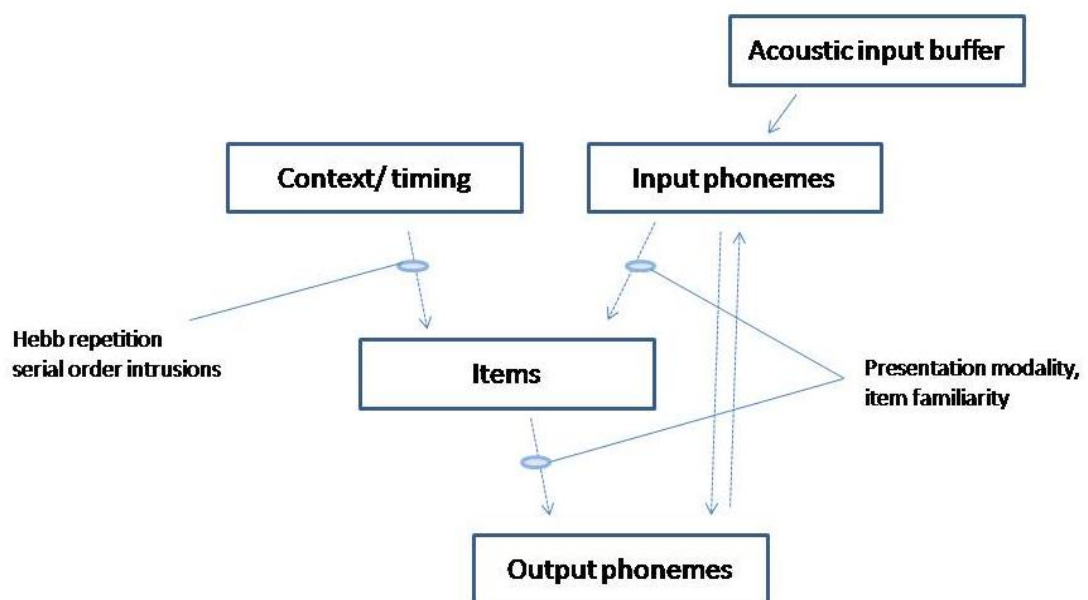 Acoustic input buffer
Context/ timing
Input phonemes
Hebb repetition
serial order intrusions
Items
Presentation modality,
item familiarity
Output phonemes